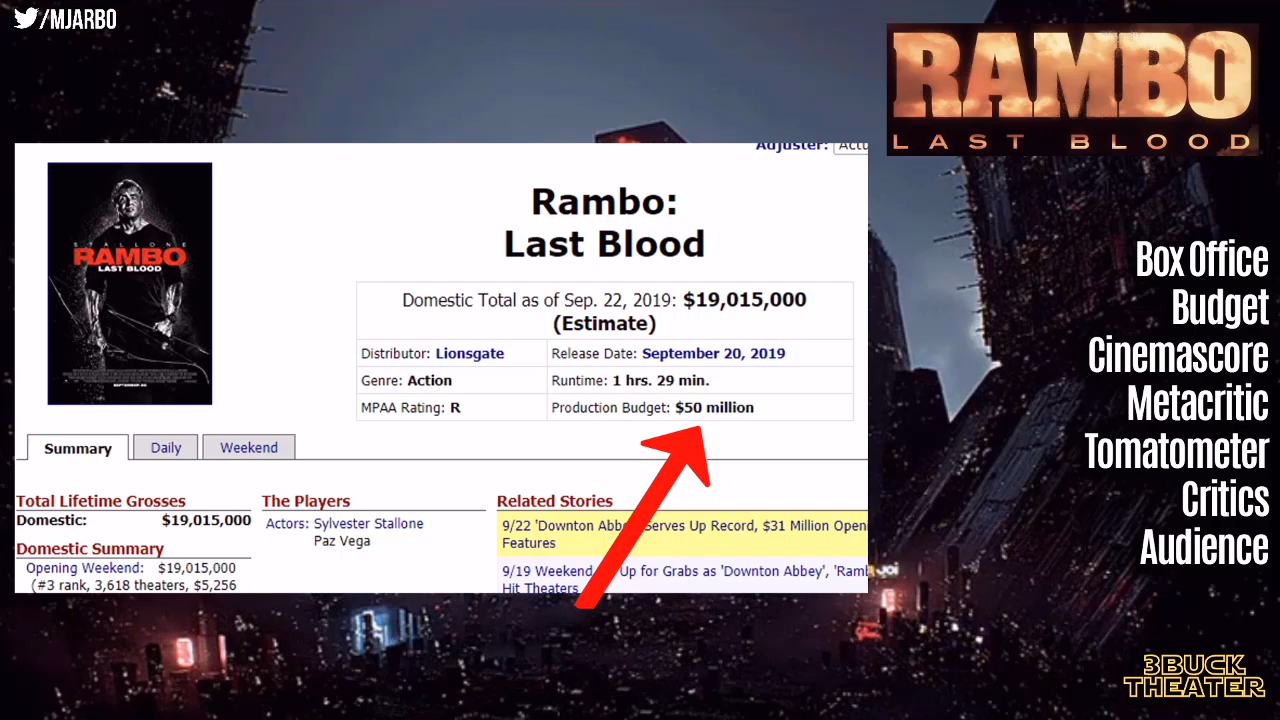 /MJARBO
RAMBO
LAST BLOOD
Adjuster:
STALLONE
RAMBO
LAST BLOOD
Rambo:
Last Blood
Domestic Total as of Sep. 22, 2019: $19,015,000
(Estimate)
Distributor: Lionsgate
Release Date: September 20, 2019
Genre: Action
Runtime: 1 hrs. 29 min.
MPAA Rating: R
Production Budget: $50 million
Summary
Daily
Weekend
Total Lifetime Grosses
Domestic: $19,015,000
Domestic Summary
Opening Weekend: $19,015,000
(#3 rank, 3,618 theaters, $5,256
The Players
Actors: Sylvester Stallone
Paz Vega
Related Stories
9/22 'Downton Serves Up Record, $31 Million
Features
9/19 Weekend Up for Grabs as 'Downton Abbey',
Hit Theaters
Box Office
Budget
Cinemascore
Metacritic
Tomatometer
Critics
Audience
JOI
3BUCK
THEATER